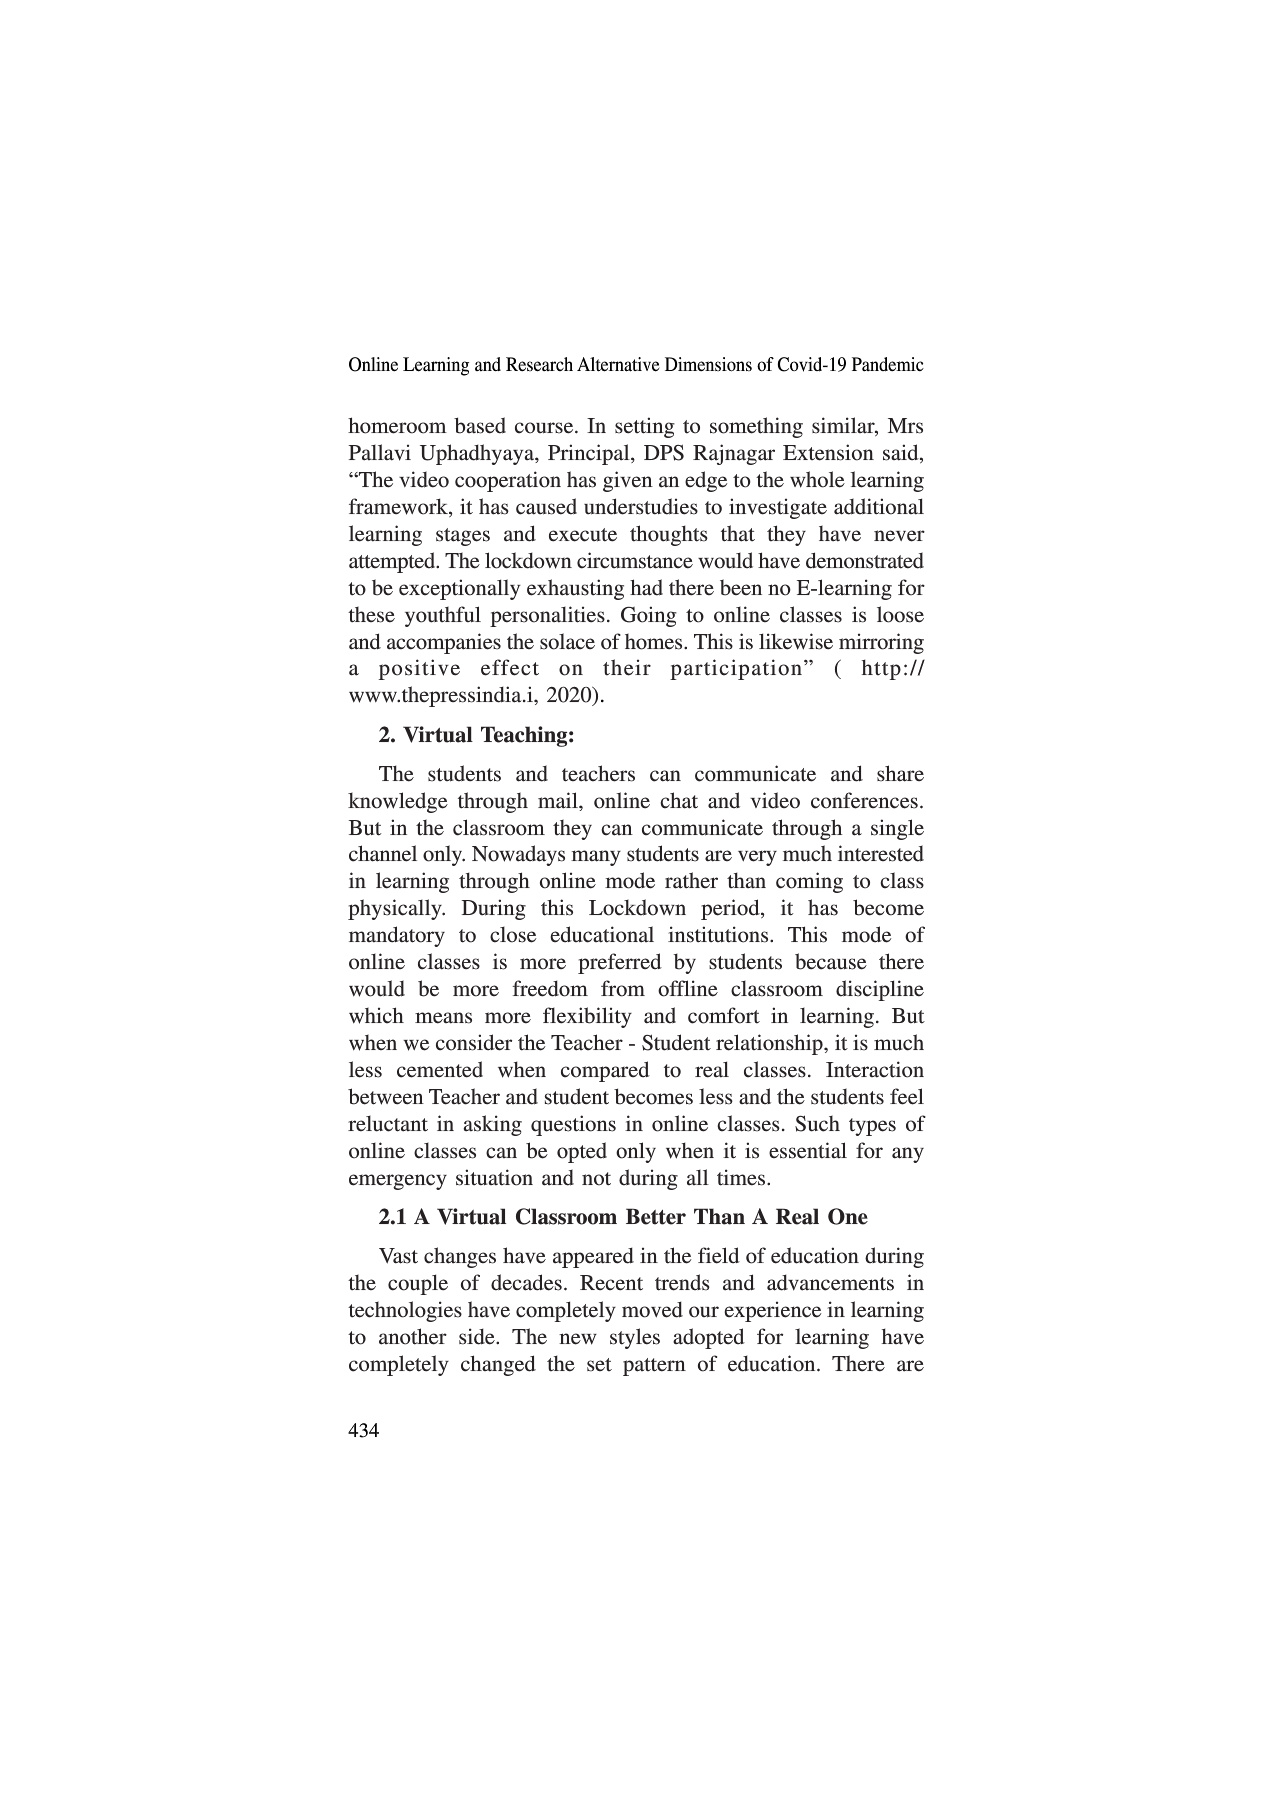 Online Learning and Research Alternative Dimensions of Covid-19 Pandemic
homeroom based course. In setting to something similar, Mrs
Pallavi Uphadhyaya, Principal, DPS Rajnagar Extension said,
“The video cooperation has given an edge to the whole learning
framework, it has caused understudies to investigate additional
learning stages and execute thoughts that they have never
attempted. The lockdown circumstance would have demonstrated
to be exceptionally exhausting had there been no E-learning for
these youthful personalities. Going to online classes is loose
and accompanies the solace of homes. This is likewise mirroring
a positive effect on their participation” ( http://
www.thepressindia.i, 2020).
2. Virtual Teaching:
The students and teachers can communicate and share
knowledge through mail, online chat and video conferences.
But in the classroom they can communicate through a single
channel only. Nowadays many students are very much interested
in learning through online mode rather than coming to class
physically. During this Lockdown period, it has become
mandatory to close educational institutions. This mode of
online classes is more preferred by students because there
would be more freedom from offline classroom discipline
which means more flexibility and comfort in learning. But
when we consider the Teacher - Student relationship, it is much
less cemented when compared to real classes. Interaction
between Teacher and student becomes less and the students feel
reluctant in asking questions in online classes. Such types of
online classes can be opted only when it is essential for any
emergency situation and not during all times.
2.1 A Virtual Classroom Better Than A Real One
Vast changes have appeared in the field of education during
the couple of decades. Recent trends and advancements in
technologies have completely moved our experience in learning
to another side. The new styles adopted for learning have
completely changed the set pattern of education. There are
434